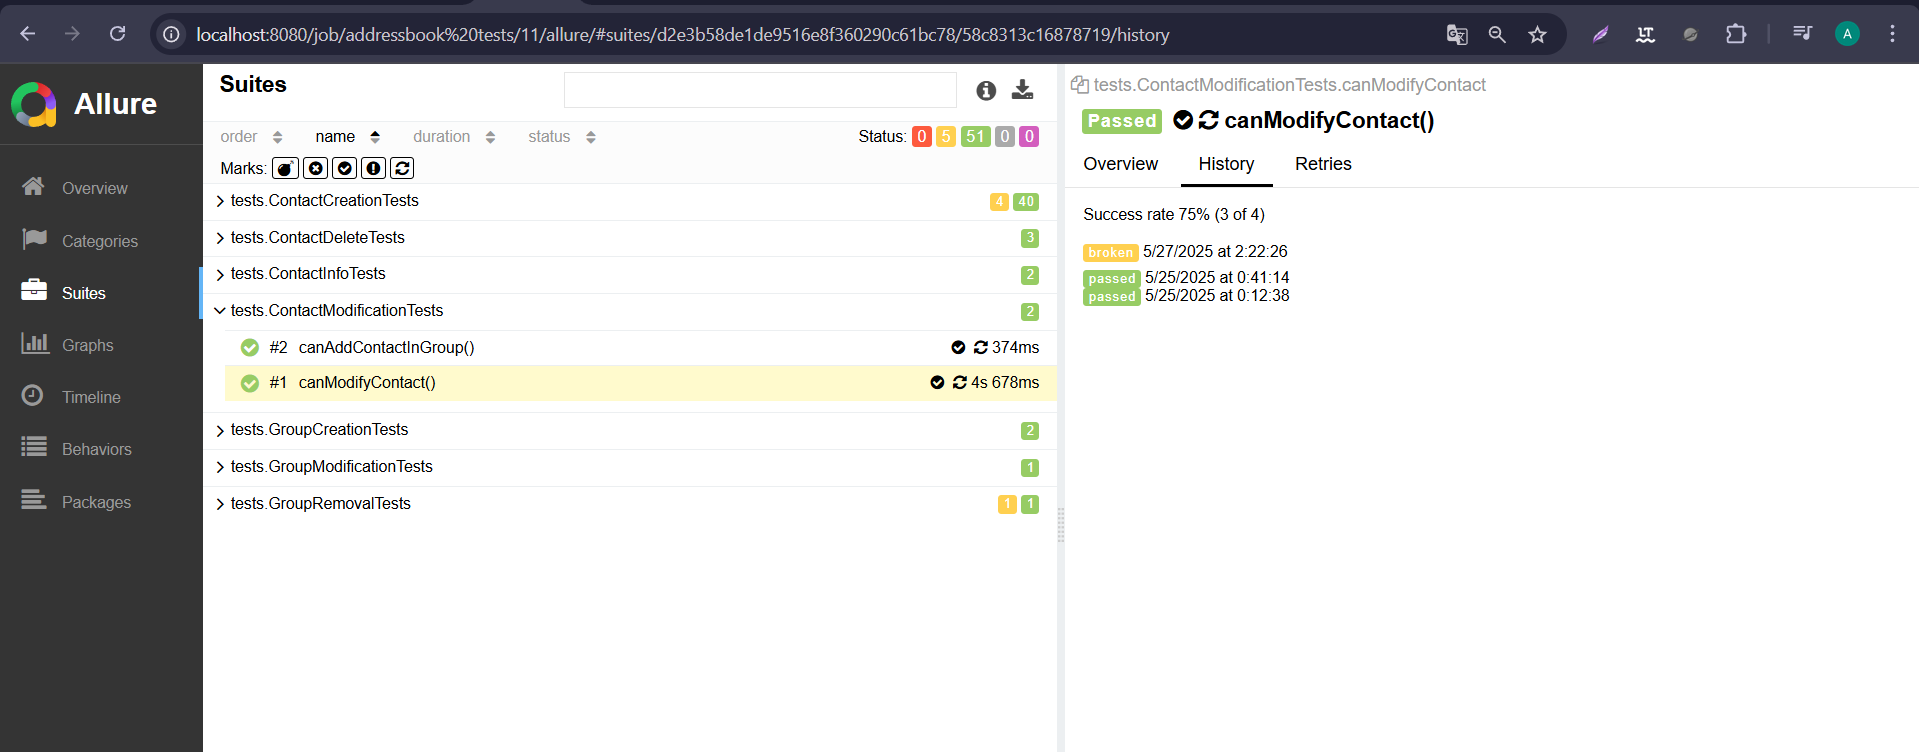 localhost:8080/job/addressbook%20tests/11/allure/#suites/d2e3b58de1de9516e8f360290c61bc78/58c8313c16878719/history
A
Allure
Overview
Categories
Suites
Graphs
Timeline
Behaviors
Packages
Suites
order name duration status Status: 0 5 51 0 0
Marks:
tests.ContactCreationTests 4 40
tests.ContactDeleteTests 3
tests.ContactInfoTests 2
tests.ContactModificationTests 2
#2 canAddContactInGroup() 374ms
#1 canModifyContact() 4s 678ms
tests.GroupCreationTests 2
tests.GroupModificationTests 1
tests.GroupRemovalTests 1 1
tests.ContactModificationTests.canModifyContact
Passed canModifyContact()
Overview History Retries
Success rate 75% (3 of 4)
broken 5/27/2025 at 2:22:26
passed 5/25/2025 at 0:41:14
passed 5/25/2025 at 0:12:38